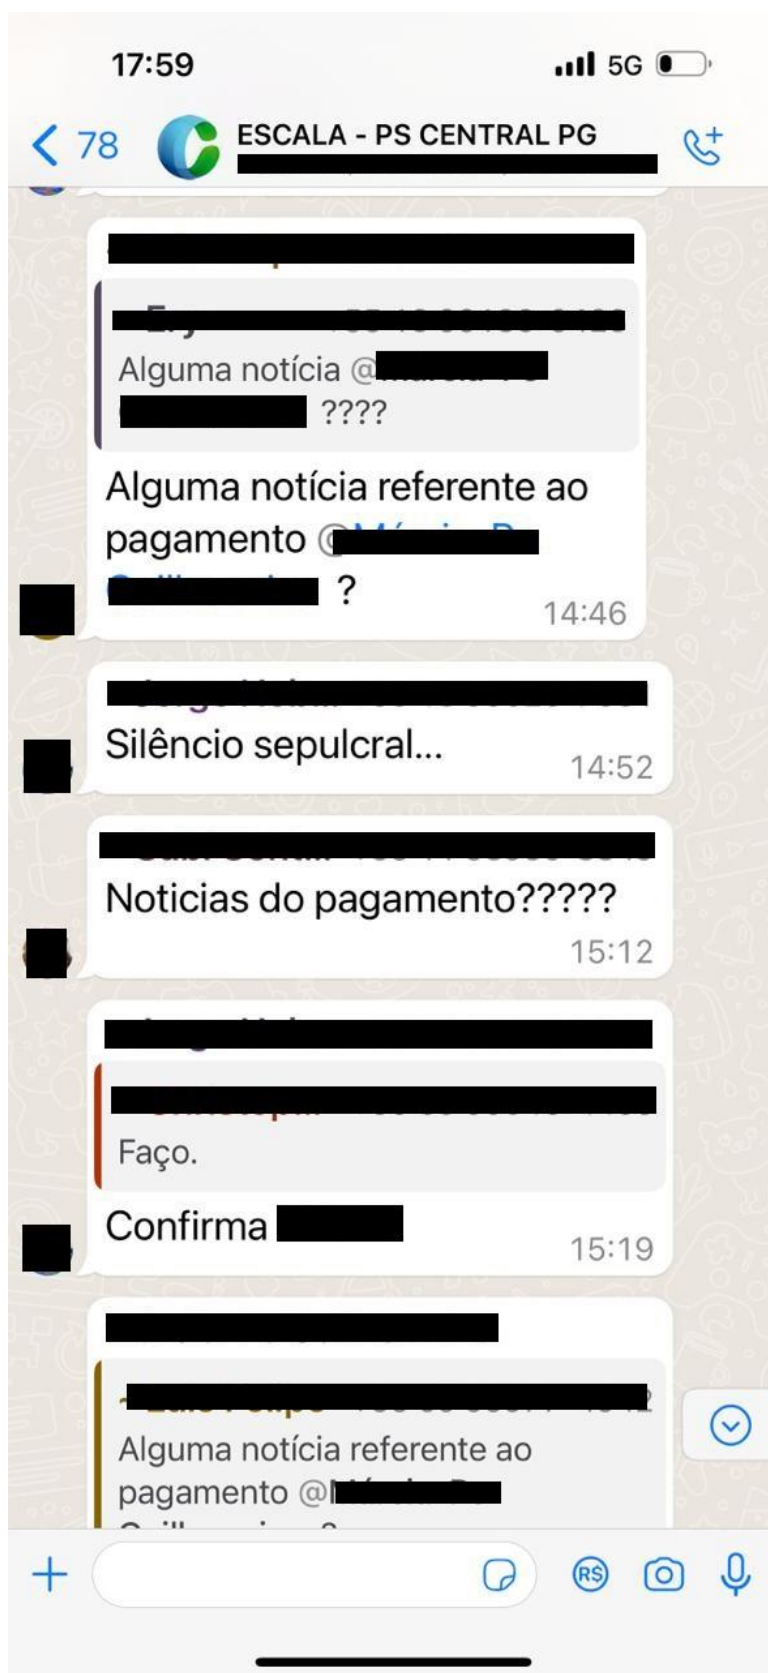 17:59
5G
78
ESCALA - PS CENTRAL PG
Alguma notícia @
????
Alguma notícia referente ao
pagamento @
?
14:46
Silêncio sepulcral...
14:52
Noticias do pagamento?????
15:12
Faço.
Confirma
15:19
Alguma notícia referente ao
pagamento @
R$